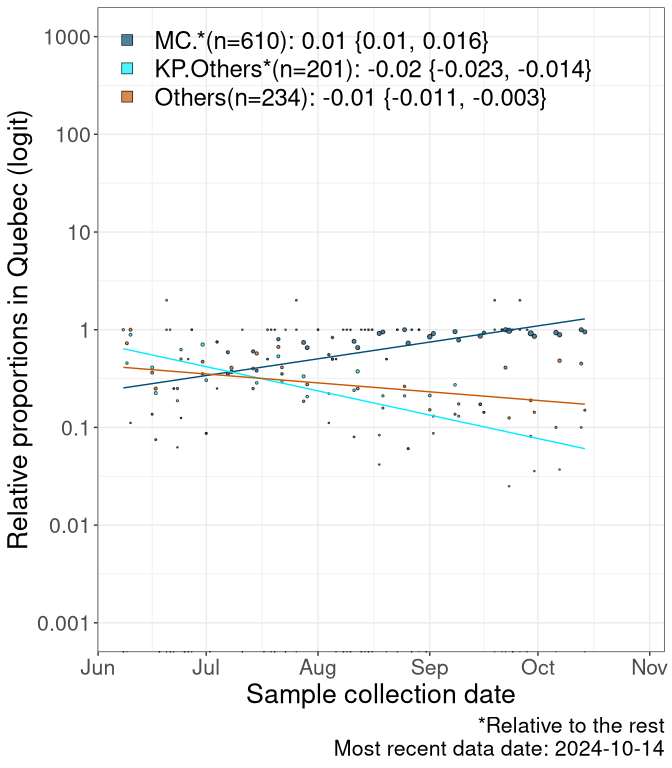 MC.*(n=610): 0.01 {0.01, 0.016}
KP.Others*(n=201): -0.02 {-0.023, -0.014}
Others(n=234): -0.01 {-0.011, -0.003}
Relative proportions in Quebec (logit)
1000
100
10
1
0.1
0.01
0.001
Jun Jul Aug Sep Oct Nov
Sample collection date
*Relative to the rest
Most recent data date: 2024-10-14